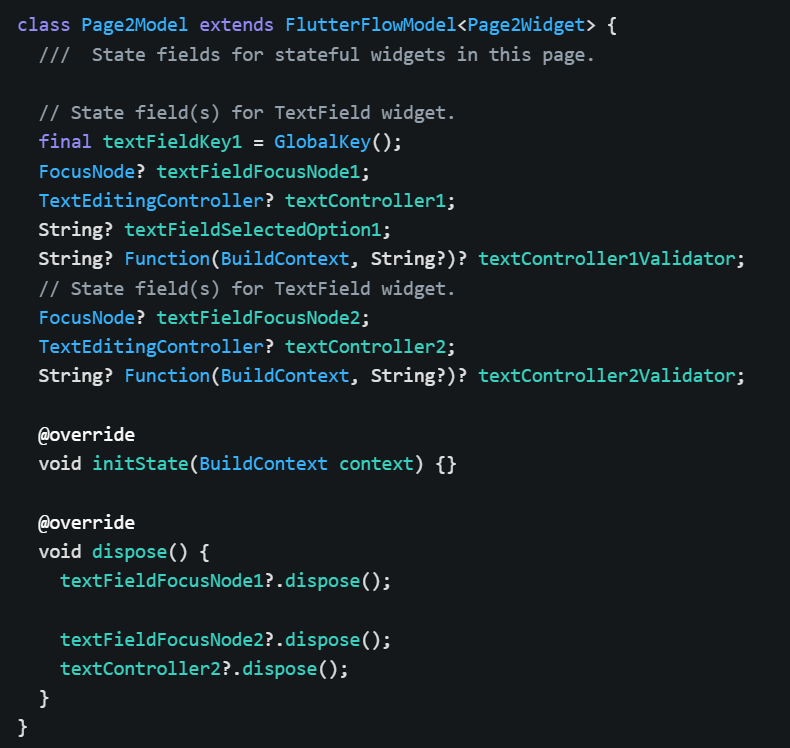 class Page2Model extends FlutterFlowModel<Page2Widget> {
  ///  State fields for stateful widgets in this page.

  // State field(s) for TextField widget.
  final textFieldKey1 = GlobalKey();
  FocusNode? textFieldFocusNode1;
  TextEditingController? textController1;
  String? textFieldSelectedOption1;
  String? Function(BuildContext, String?)? textController1Validator;
  // State field(s) for TextField widget.
  FocusNode? textFieldFocusNode2;
  TextEditingController? textController2;
  String? Function(BuildContext, String?)? textController2Validator;

  @override
  void initState(BuildContext context) {}

  @override
  void dispose() {
    textFieldFocusNode1?.dispose();

    textFieldFocusNode2?.dispose();
    textController2?.dispose();
  }
}